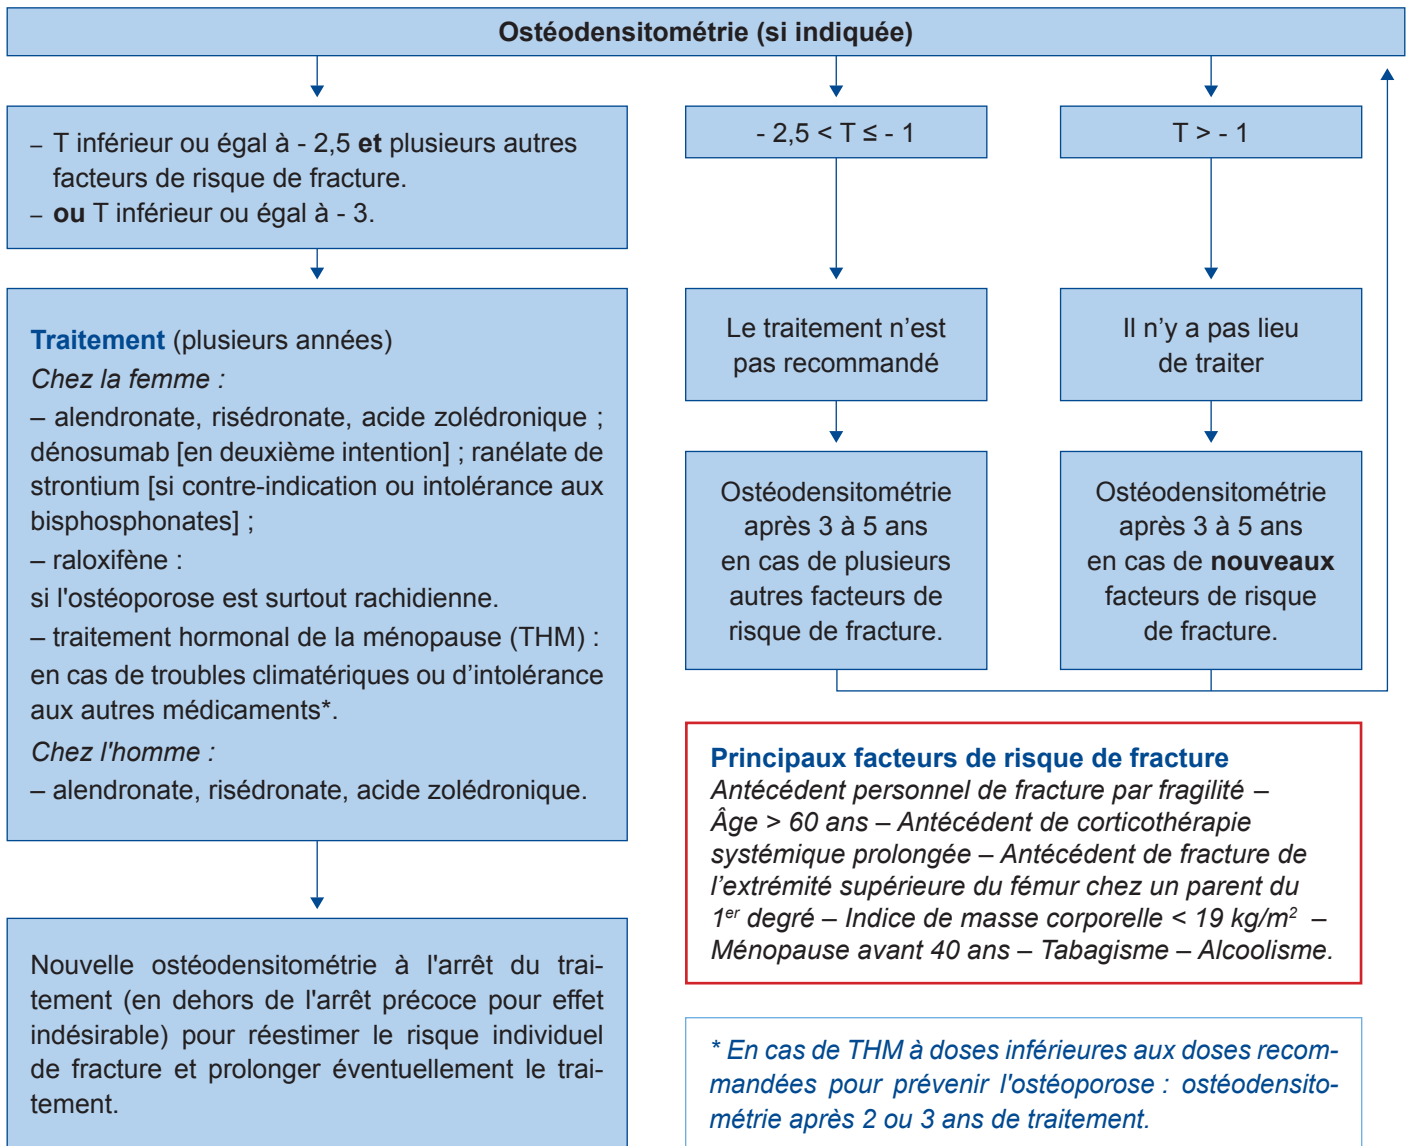 Ostéodensitométrie (si indiquée)
– T inférieur ou égal à - 2,5 et plusieurs autres
facteurs de risque de fracture.
– ou T inférieur ou égal à - 3.
- 2,5 < T ≤ - 1
T > - 1
Traitement (plusieurs années)
Chez la femme :
– alendronate, risédronate, acide zolédronique ;
dénosumab [en deuxième intention] ; ranélate de
strontium [si contre-indication ou intolérance aux
bisphosphonates] ;
– raloxifène :
si l'ostéoporose est surtout rachidienne.
– traitement hormonal de la ménopause (THM) :
en cas de troubles climatériques ou d’intolérance
aux autres médicaments*.
Chez l'homme :
– alendronate, risédronate, acide zolédronique.
Le traitement n’est
pas recommandé
Il n’y a pas lieu
de traiter
Ostéodensitométrie
après 3 à 5 ans
en cas de plusieurs
autres facteurs de
risque de fracture.
Ostéodensitométrie
après 3 à 5 ans
en cas de nouveaux
facteurs de risque
de fracture.
Nouvelle ostéodensitométrie à l'arrêt du trai-
tement (en dehors de l'arrêt précoce pour effet
indésirable) pour réestimer le risque individuel
de fracture et prolonger éventuellement le trai-
tement.
Principaux facteurs de risque de fracture
Antécédent personnel de fracture par fragilité –
Âge > 60 ans – Antécédent de corticothérapie
systémique prolongée – Antécédent de fracture de
l’extrémité supérieure du fémur chez un parent du
1er degré – Indice de masse corporelle < 19 kg/m² –
Ménopause avant 40 ans – Tabagisme – Alcoolisme.
* En cas de THM à doses inférieures aux doses recom-
mandées pour prévenir l'ostéoporose : ostéodensito-
métrie après 2 ou 3 ans de traitement.